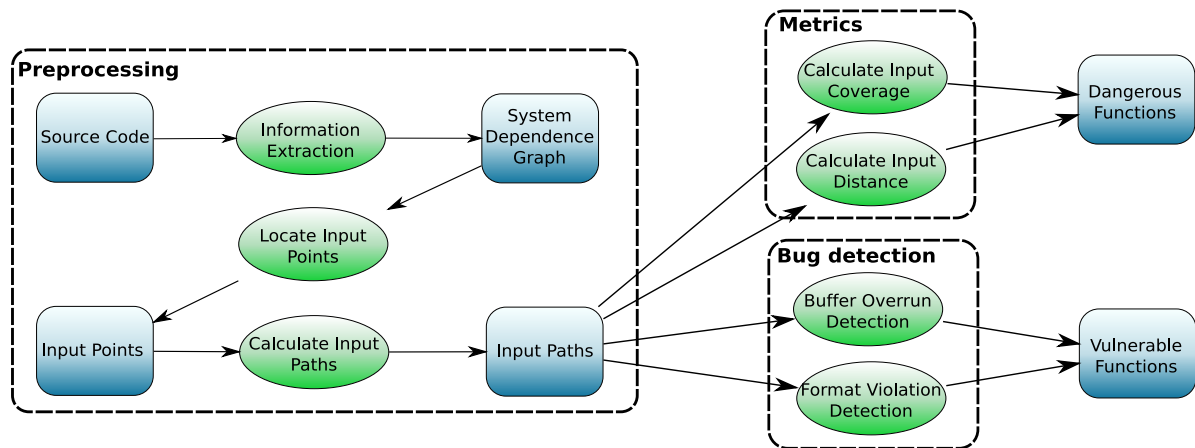 Preprocessing
Source Code
Information
Extraction
System
Dependence
Graph
Locate Input
Points
Input Points
Calculate Input
Paths
Input Paths
Metrics
Calculate Input
Coverage
Calculate Input
Distance
Dangerous
Functions
Bug detection
Buffer Overrun
Detection
Format Violation
Detection
Vulnerable
Functions